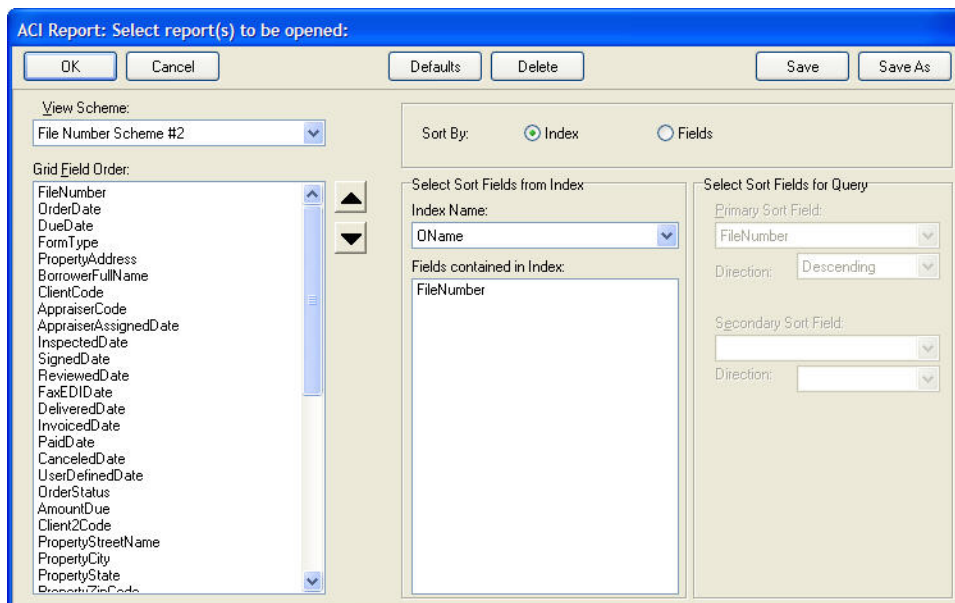 ACI Report: Select report(s) to be opened:
OK Cancel Defaults Delete Save Save As
View Scheme:
File Number Scheme #2
Grid Field Order:
FileNumber
OrderDate
DueDate
FormType
PropertyAddress
BorrowerFullName
ClientCode
AppraiserCode
AppraiserAssignedDate
InspectedDate
SignedDate
ReviewedDate
FaxEDIDate
DeliveredDate
InvoicedDate
PaidDate
CanceledDate
UserDefinedDate
OrderStatus
AmountDue
Client2Code
PropertyStreetName
PropertyCity
PropertyState
PropertyZipCode
Sort By: Index Fields
Select Sort Fields from Index
Index Name:
OName
Fields contained in Index:
FileNumber
Select Sort Fields for Query
Primary Sort Field:
FileNumber
Direction: Descending
Secondary Sort Field:
Direction: